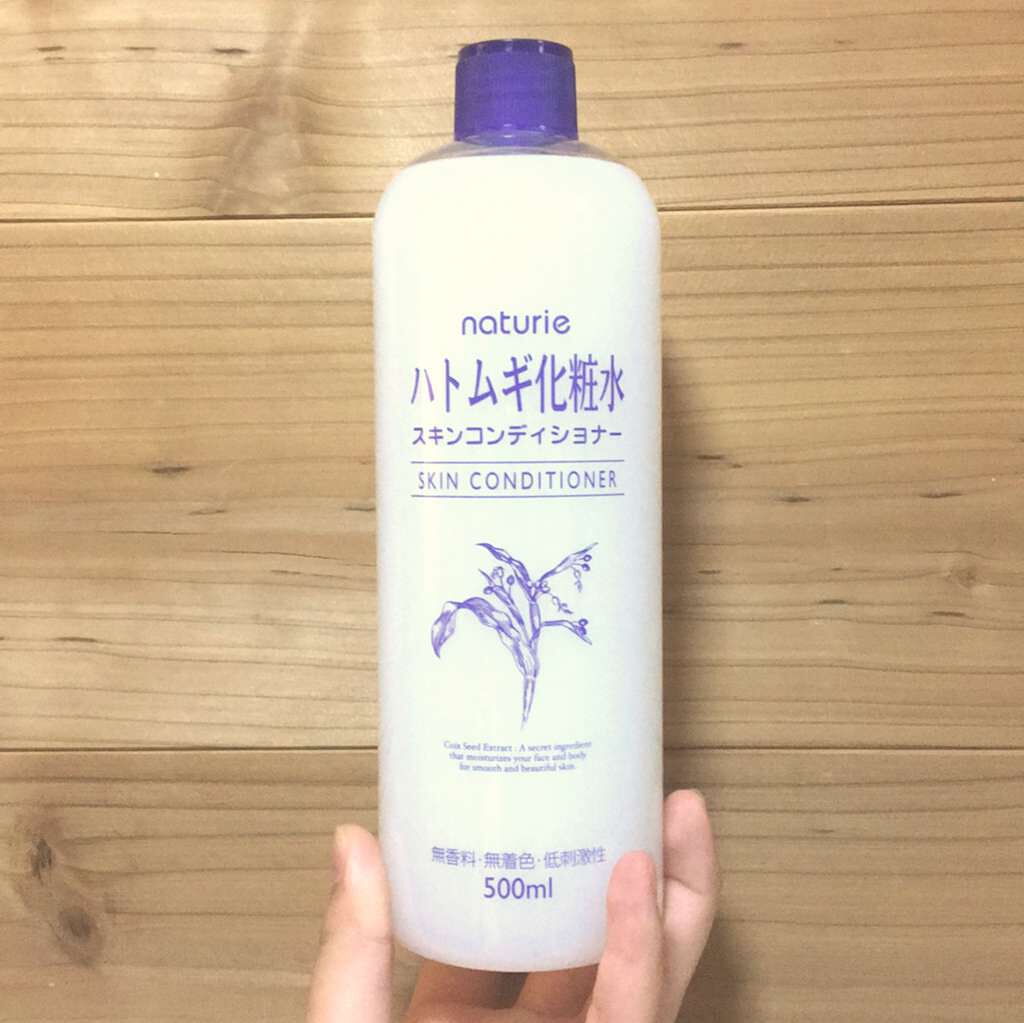 naturie
ハトムギ化粧水
スキンコンディショナー
SKIN CONDITIONER
Coix Seed Extract : A secret ingredient
that moisturizes your face and body
for smooth and beautiful skin.
無香料・無着色・低刺激性
500ml